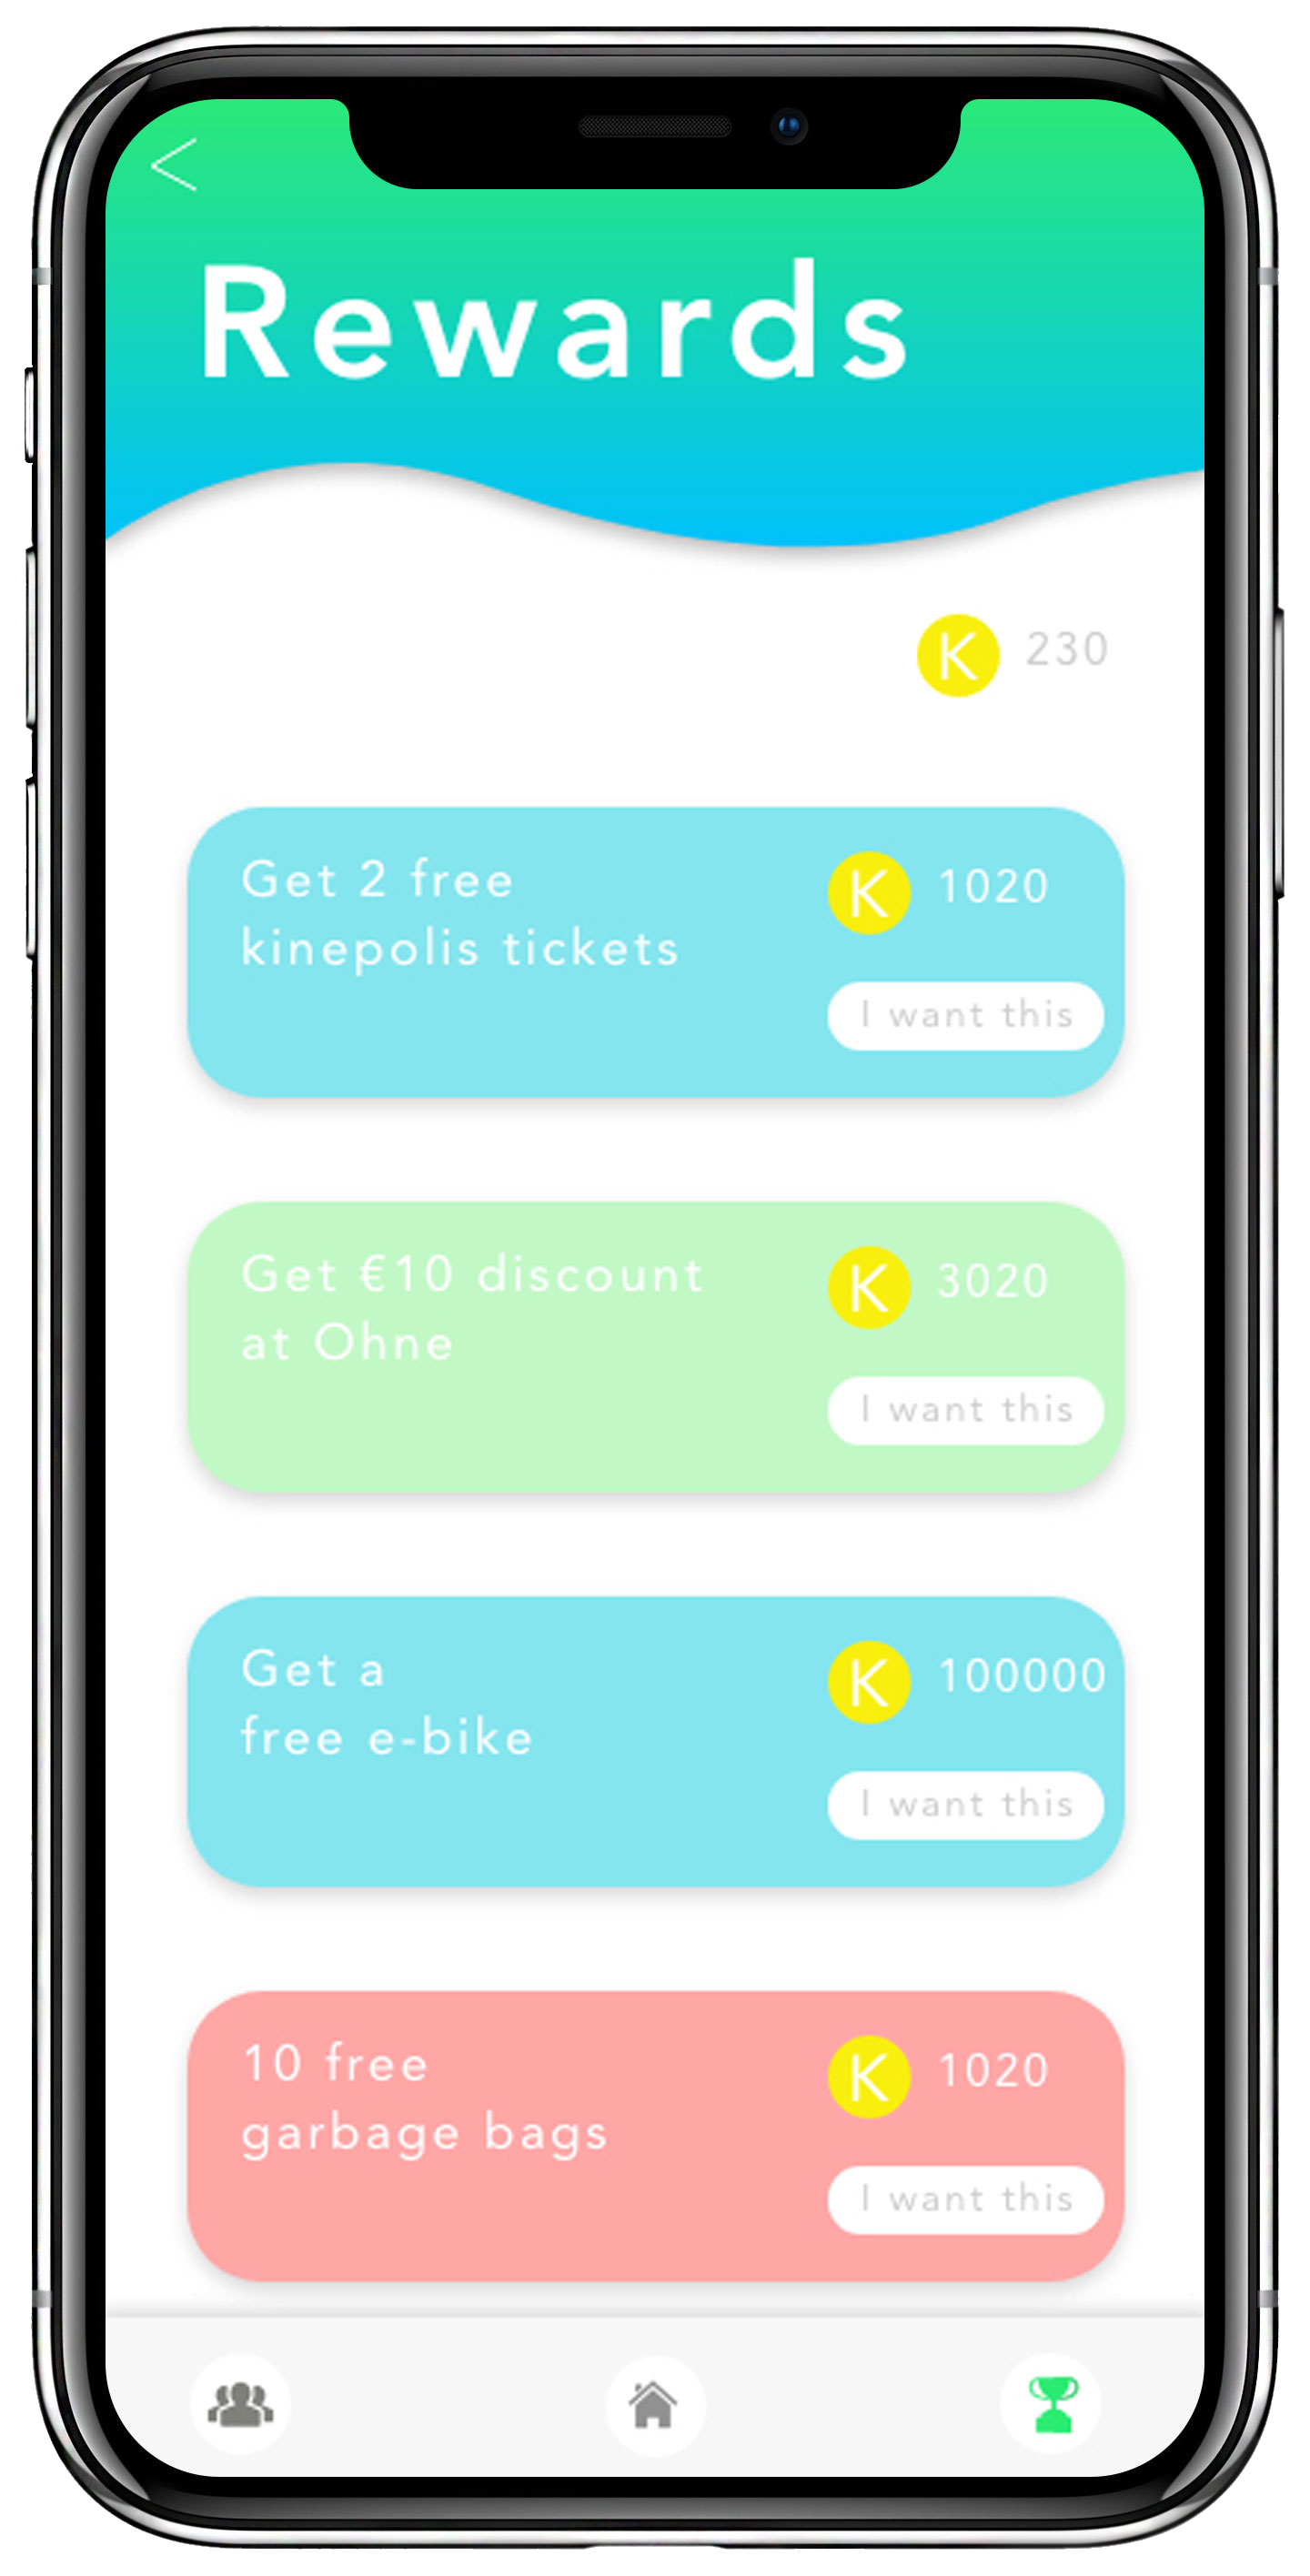 Rewards
K 230
Get 2 free
kinepolis tickets
K 1020
I want this
Get €10 discount
at Ohne
K 3020
I want this
Get a
free e-bike
K 100000
I want this
10 free
garbage bags
K 1020
I want this